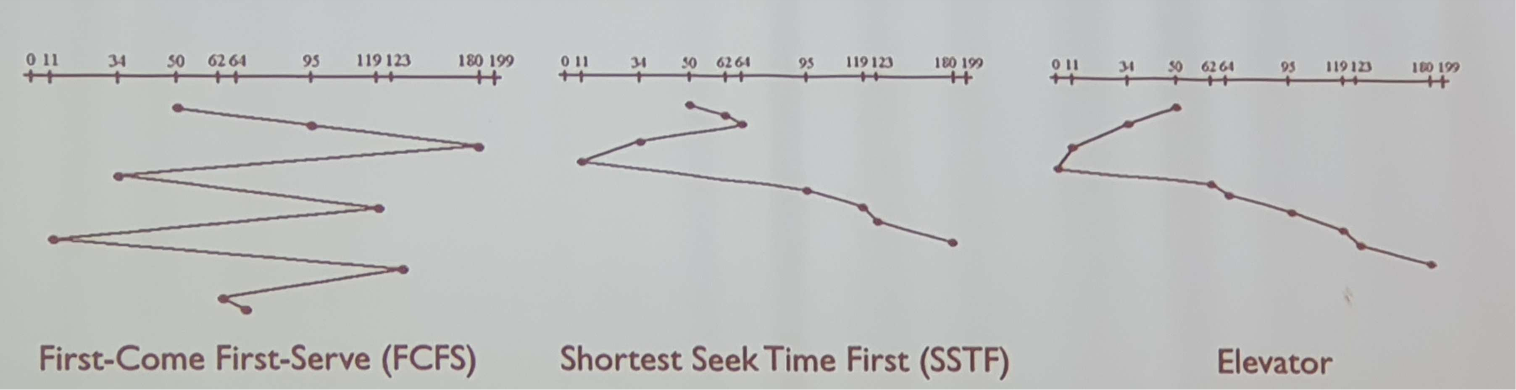 0 11 34 50 62 64 95 119 123 180 199
0 11 34 50 62 64 95 119 123 180 199
0 11 34 50 62 64 95 119 123 180 199
First-Come First-Serve (FCFS)
Shortest Seek Time First (SSTF)
Elevator